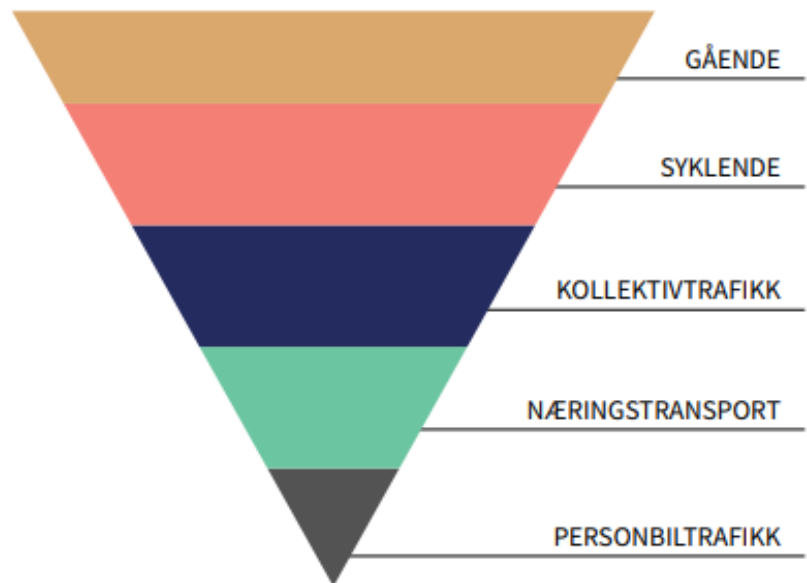 GÅENDE
SYKLENDE
KOLLEKTIVTRAFIKK
NÆRINGSTRANSPORT
PERSONBILTRAFIKK